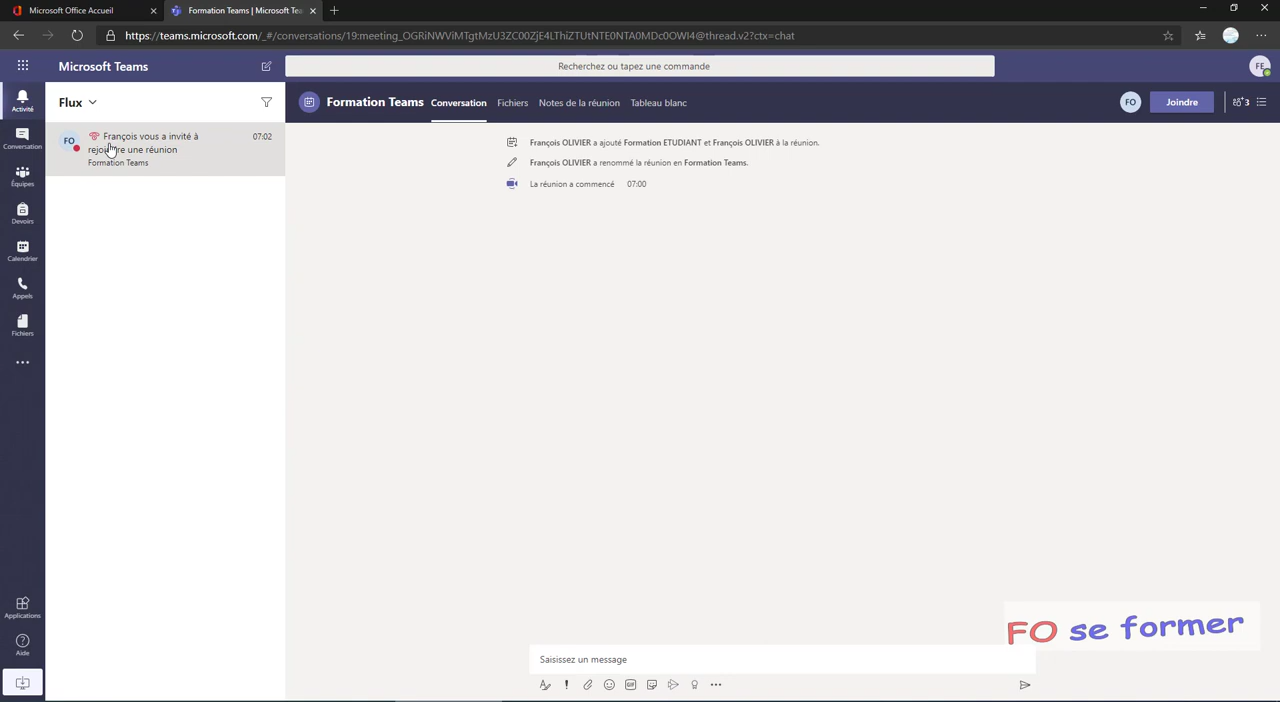 Microsoft Office Accueil
Formation Teams | Microsoft Tea
https://teams.microsoft.com/_#/conversations/19:meeting_OGRiNWViMTgtMzU3ZC00ZjE4LThiZTUtNTE0NTA0MDc0OWI4@thread.v2?ctx=chat
Microsoft Teams
Recherchez ou tapez une commande
FE
Activité
Conversation
Équipes
Devoirs
Calendrier
Appels
Fichiers
Applications
Aide
Flux
FO
François vous a invité à
07:02
rejoindre une réunion
Formation Teams
Formation Teams
Conversation
Fichiers
Notes de la réunion
Tableau blanc
FO
Joindre
3
François OLIVIER a ajouté Formation ETUDIANT et François OLIVIER à la réunion.
François OLIVIER a renommé la réunion en Formation Teams.
La réunion a commencé 07:00
FO se former
Saisissez un message
GIF